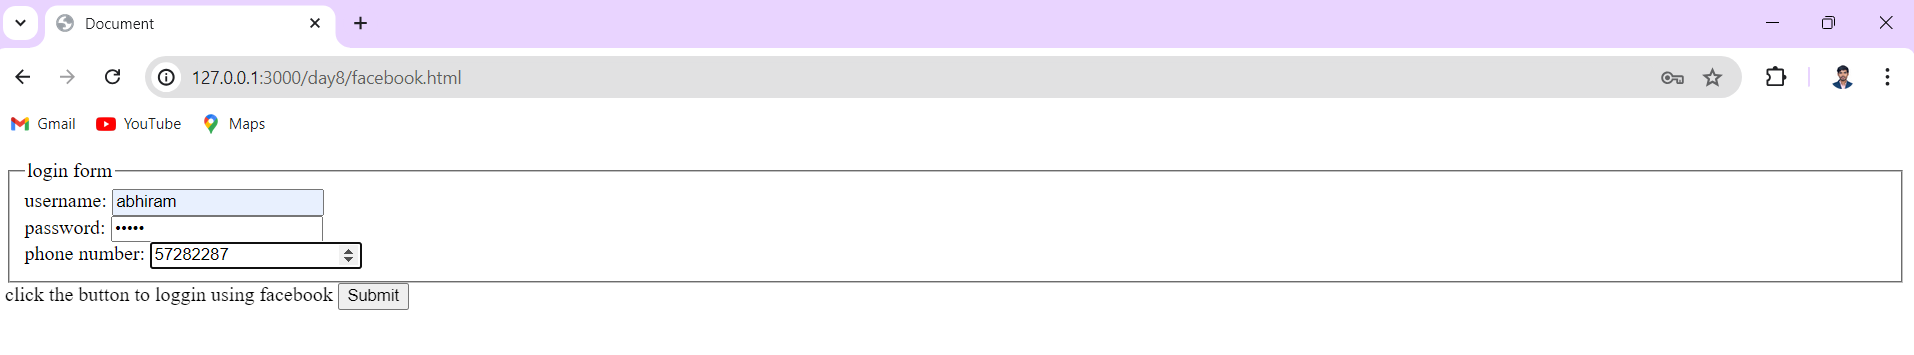 Document
127.0.0.1:3000/day8/facebook.html
Gmail YouTube Maps
login form
username: abhiram
password: •••••
phone number: 57282287
click the button to loggin using facebook Submit